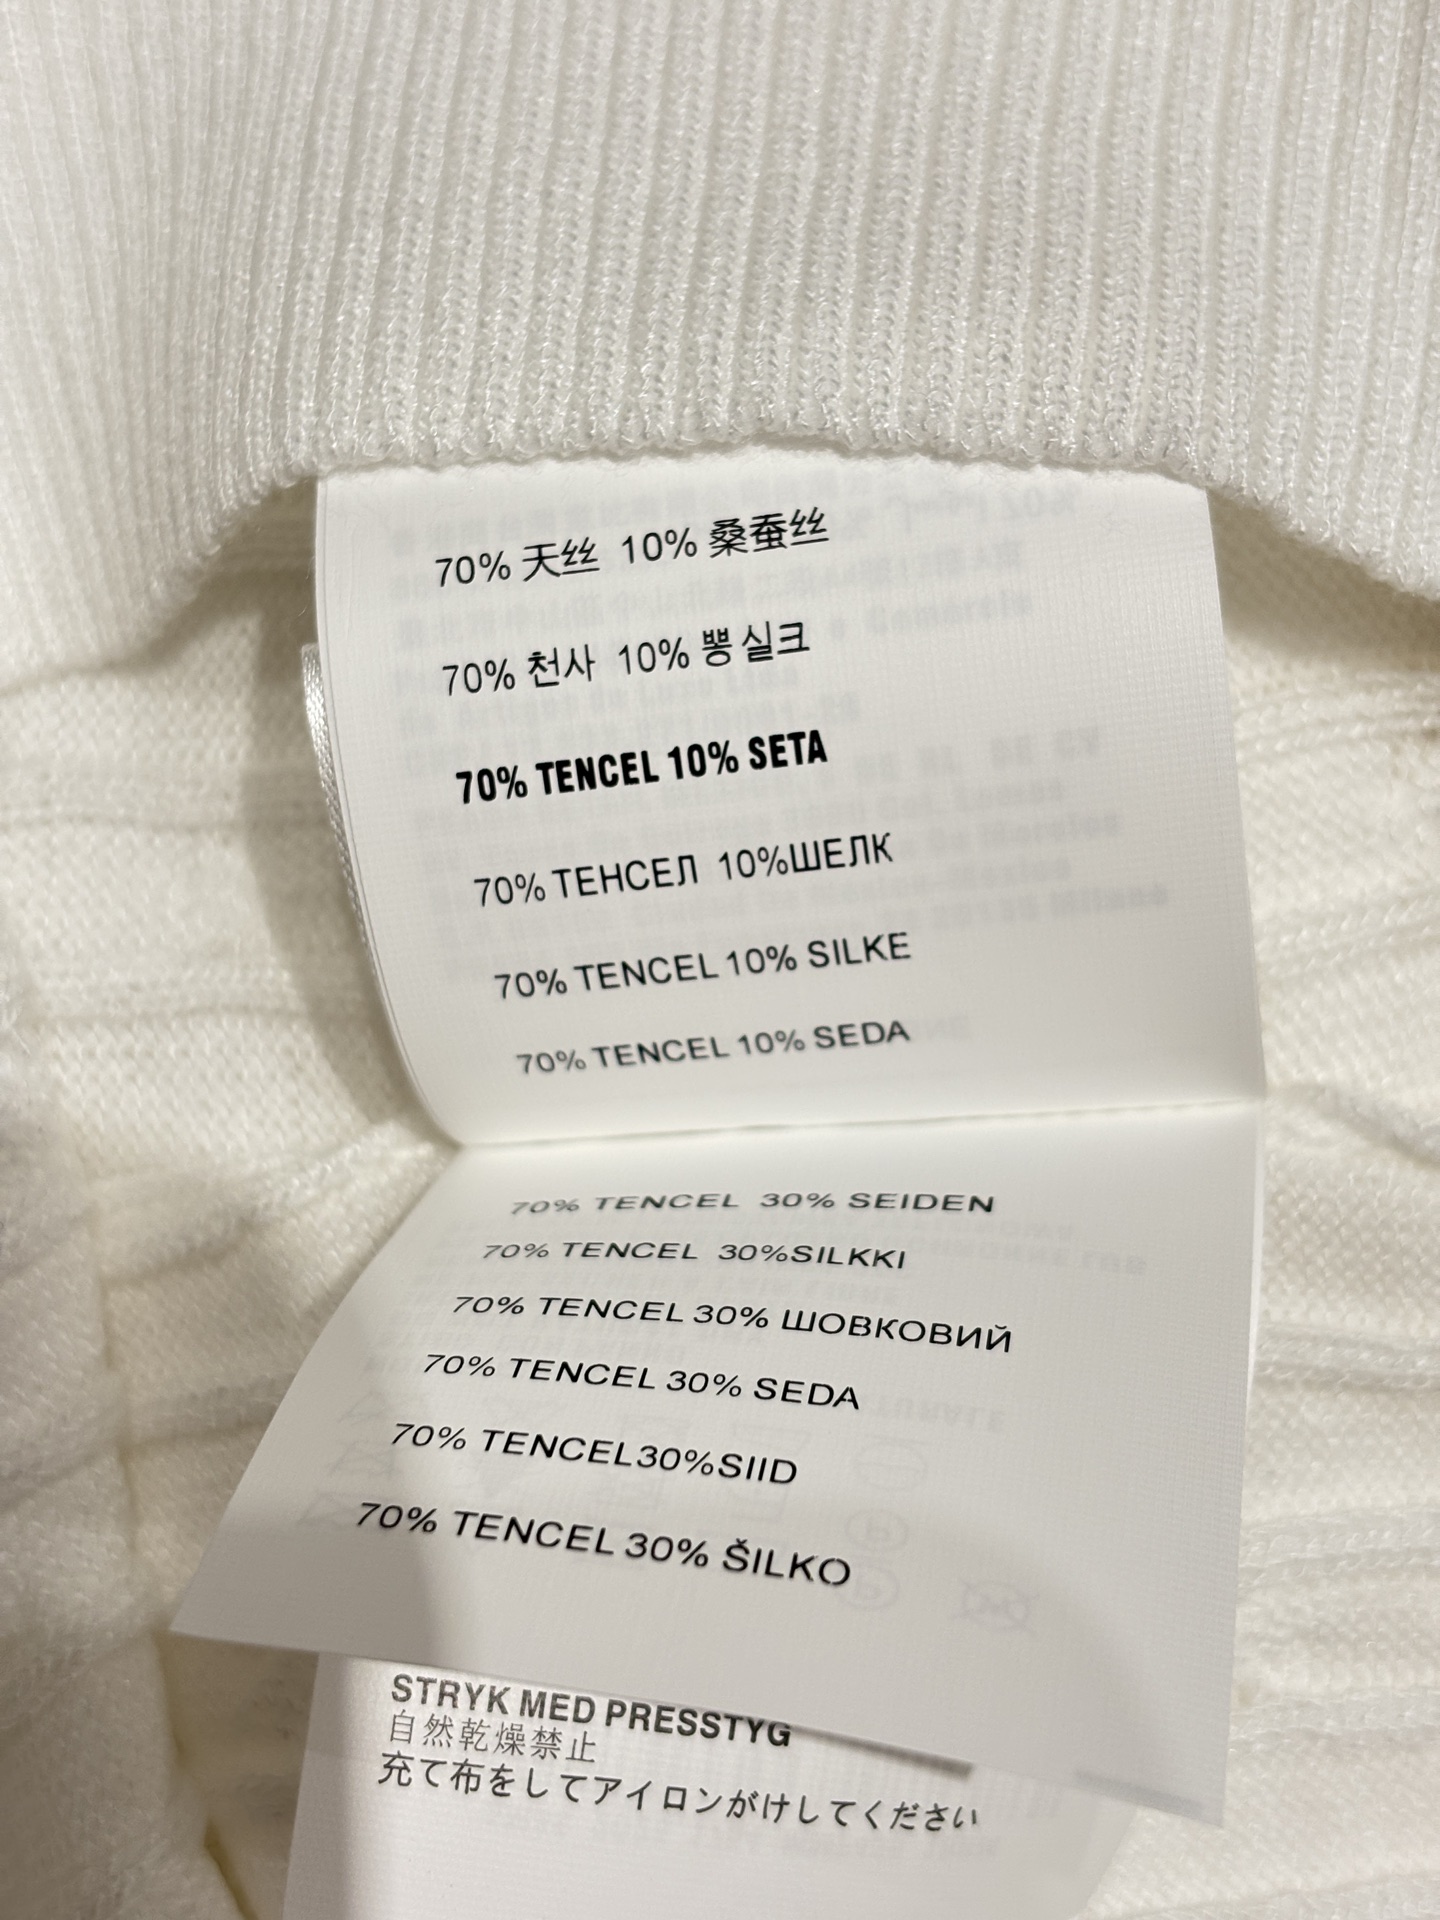 70% 天丝 10% 桑蚕丝
70% 천사 10% 뽕실크
70% TENCEL 10% SETA
70% ТЕНСЕЛ 10%ШЕЛК
70% TENCEL 10% SILKE
70% TENCEL 10% SEDA
70% TENCEL 30% SEIDEN
70% TENCEL 30%SILKKI
70% TENCEL 30% ШОВКОВИЙ
70% TENCEL 30% SEDA
70% TENCEL30%SIID
70% TENCEL 30% ŠILKO
STRYK MED PRESSTYG
自然乾燥禁止
充て布をしてアイロンがけしてください